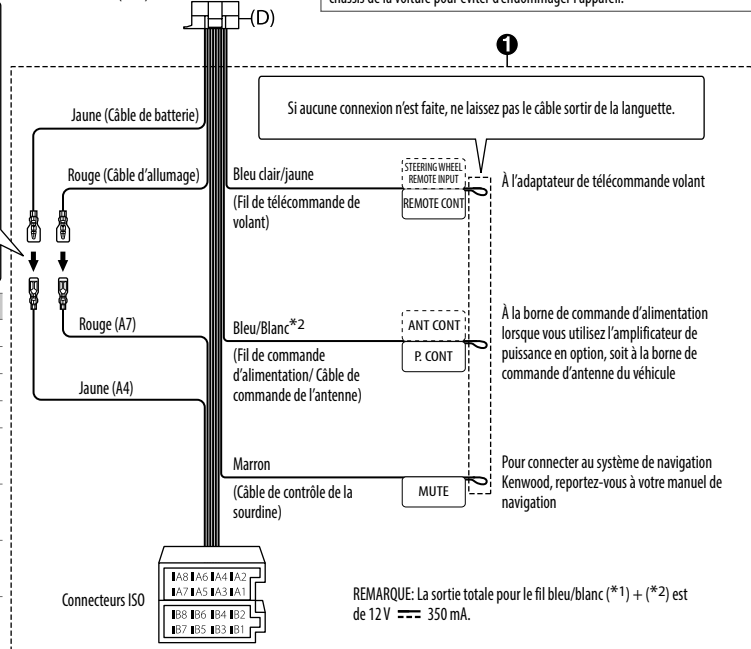 châssis de la voiture pour éviter d'endommager l'appareil.
(D)
1
Si aucune connexion n'est faite, ne laissez pas le câble sortir de la languette.
Jaune (Câble de batterie)
Rouge (Câble d'allumage)
Bleu clair/jaune
(Fil de télécommande de
volant)
STEERING WHEEL
REMOTE INPUT
REMOTE CONT
À l'adaptateur de télécommande volant
Rouge (A7)
Jaune (A4)
Bleu/Blanc*2
(Fil de commande
d'alimentation/ Câble de
commande de l'antenne)
ANT CONT
P. CONT
À la borne de commande d'alimentation
lorsque vous utilisez l'amplificateur de
puissance en option, soit à la borne de
commande d'antenne du véhicule
Marron
(Câble de contrôle de la
sourdine)
MUTE
Pour connecter au système de navigation
Kenwood, reportez-vous à votre manuel de
navigation
Connecteurs ISO
A8 A6 A4 A2
A7 A5 A3 A1
B8 B6 B4 B2
B7 B5 B3 B1
REMARQUE: La sortie totale pour le fil bleu/blanc (*1) + (*2) est
de 12 V ⎓ 350 mA.